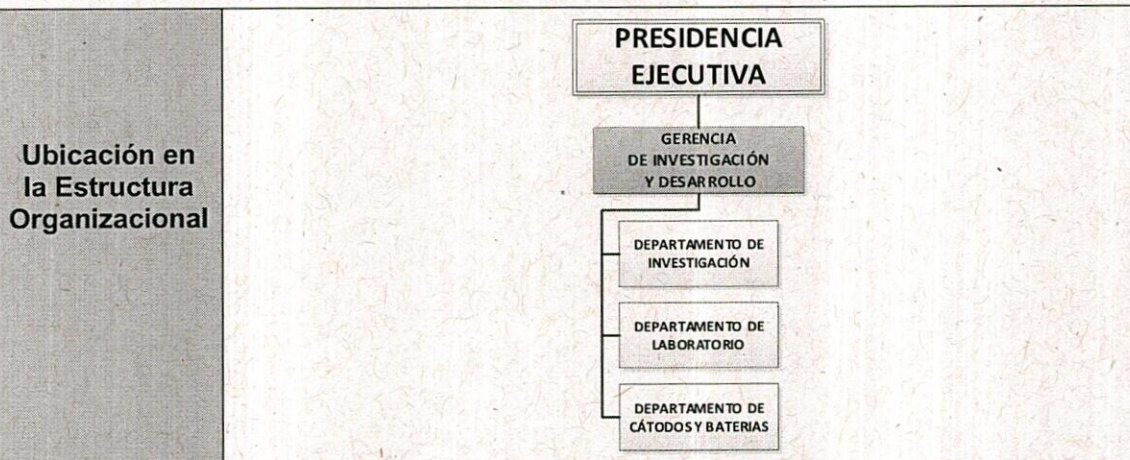 Ubicación en
la Estructura
Organizacional
PRESIDENCIA
EJECUTIVA
GERENCIA
DE INVESTIGACIÓN
Y DESARROLLO
DEPARTAMENTO DE
INVESTIGACIÓN
DEPARTAMENTO DE
LABORATORIO
DEPARTAMENTO DE
CÁTODOS Y BATERIAS